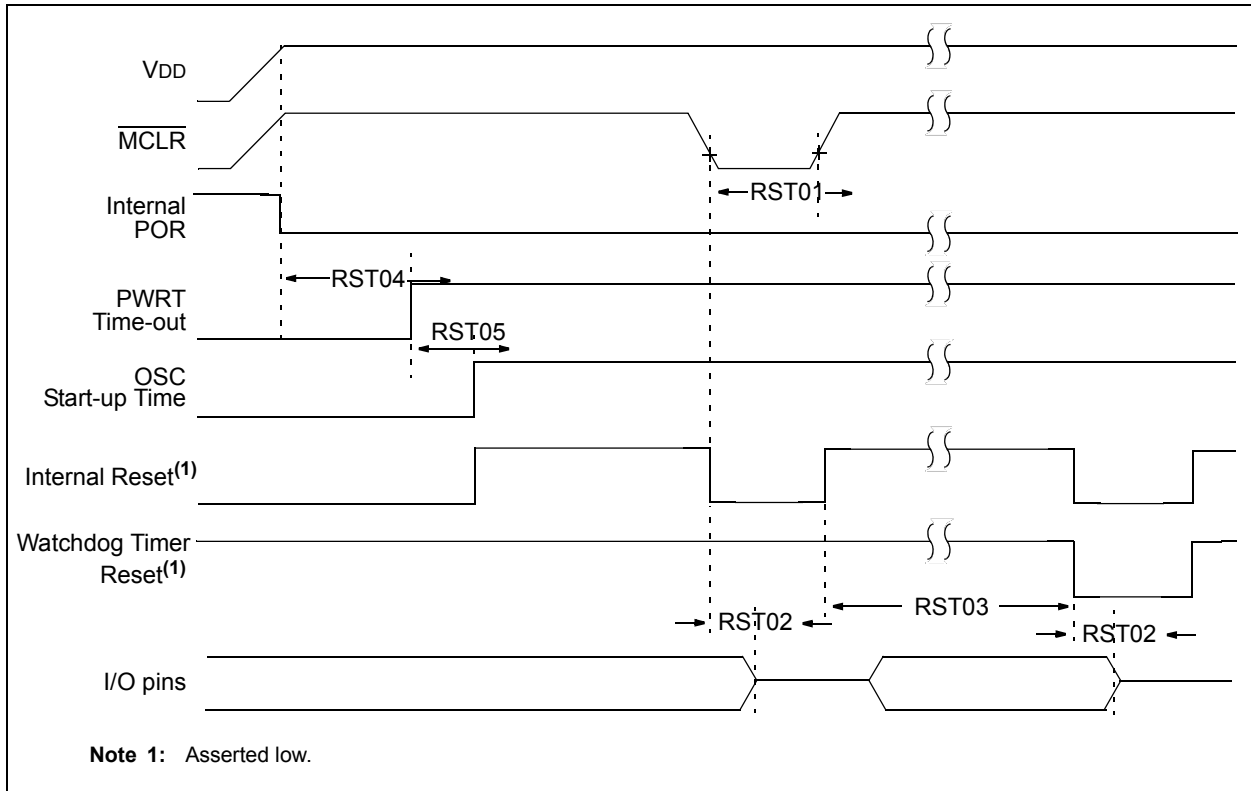 VDD
MCLR
RST01
Internal
POR
RST04
PWRT
Time-out
RST05
OSC
Start-up Time
Internal Reset(1)
Watchdog Timer
Reset(1)
RST03
RST02
RST02
I/O pins
Note 1: Asserted low.